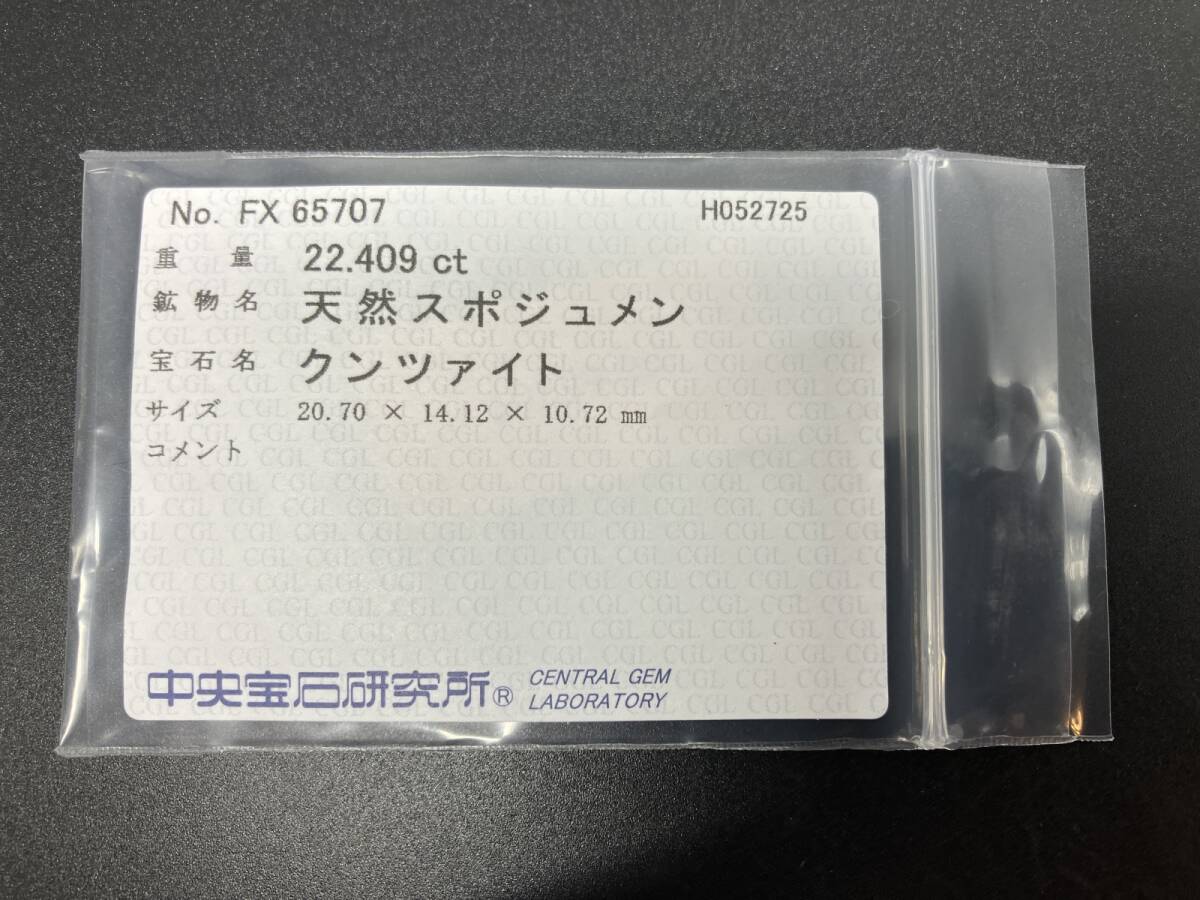 No. FX 65707 H052725
重量 22.409 ct
鉱物名 天然スポジュメン
宝石名 クンツァイト
サイズ 20.70 × 14.12 × 10.72 mm
コメント
中央宝石研究所® CENTRAL GEM LABORATORY